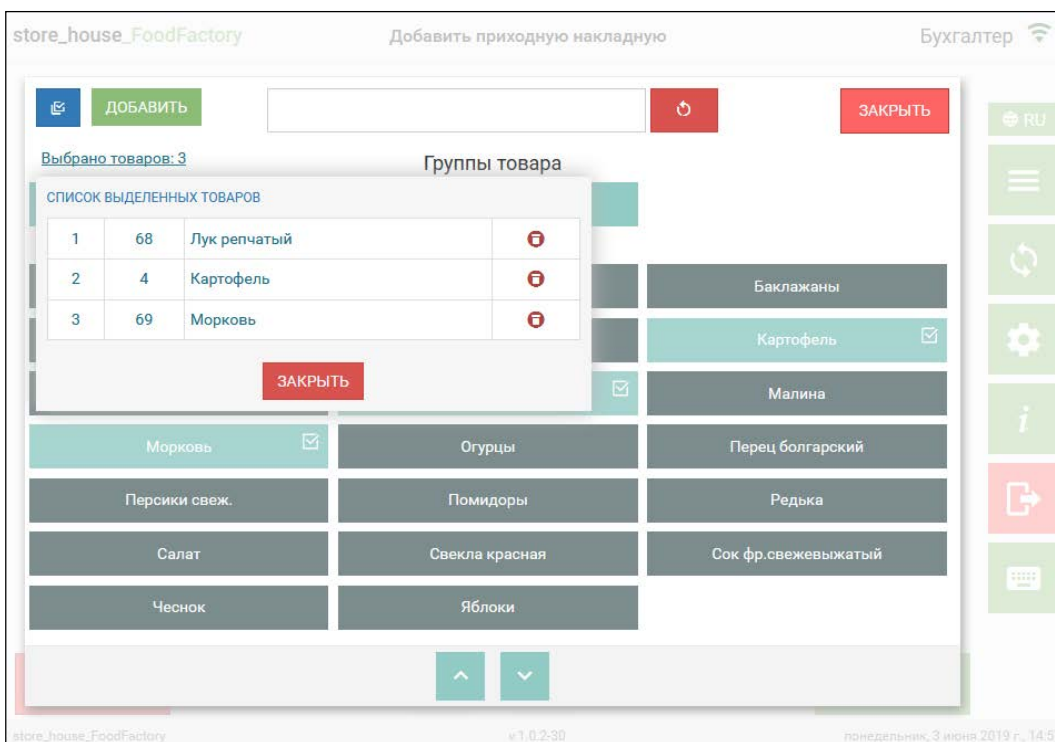 store_house_FoodFactory Добавить приходную накладную Бухгалтер
ДОБАВИТЬ ЗАКРЫТЬ
RU
Выбрано товаров: 3 Группы товара
СПИСОК ВЫДЕЛЕННЫХ ТОВАРОВ
1 68 Лук репчатый
2 4 Картофель
3 69 Морковь
ЗАКРЫТЬ
Баклажаны
Картофель
Малина
Морковь Огурцы Перец болгарский
Персики свеж. Помидоры Редька
Салат Свекла красная Сок фр.свежевыжатый
Чеснок Яблоки
store_house_FoodFactory v.1.0.2-30 понедельник, 3 июня 2019 г., 14:5